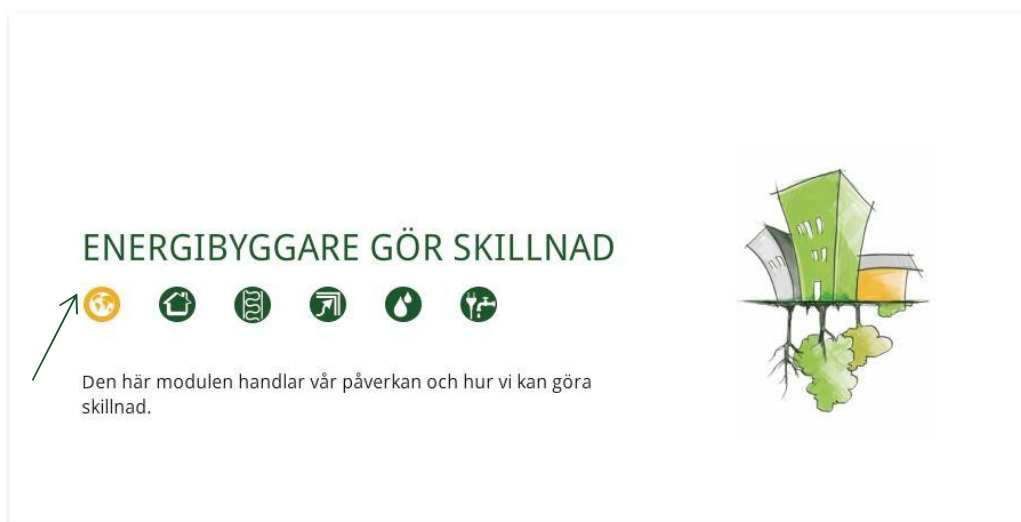 ENERGIBYGGARE GÖR SKILLNAD
Den här modulen handlar vår påverkan och hur vi kan göra
skillnad.